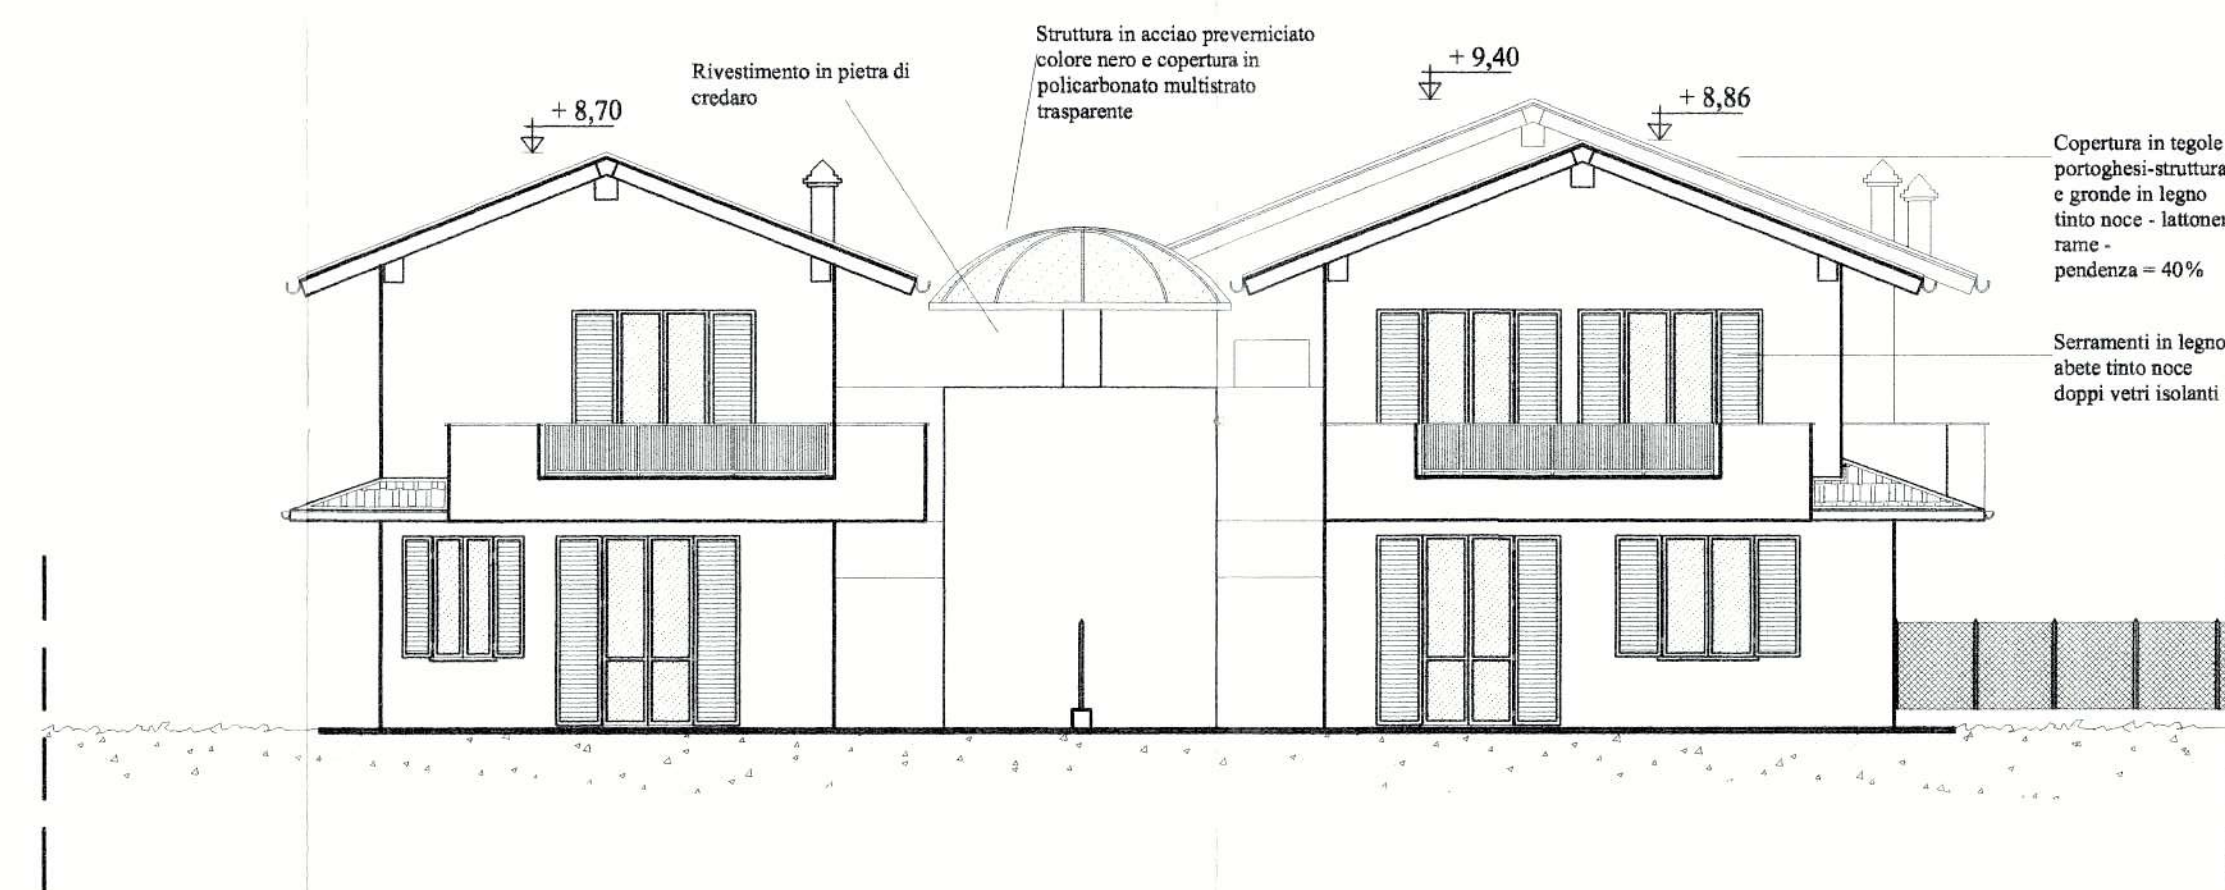 Struttura in acciao preverniciato
colore nero e copertura in
policarbonato multistrato
trasparente
Rivestimento in pietra di
credaro
+ 8,70
+ 9,40
+ 8,86
Copertura in tegole
portoghesi-struttura
e gronde in legno
tinto noce - lattoner
rame -
pendenza = 40%
Serramenti in legno
abete tinto noce
doppi vetri isolanti